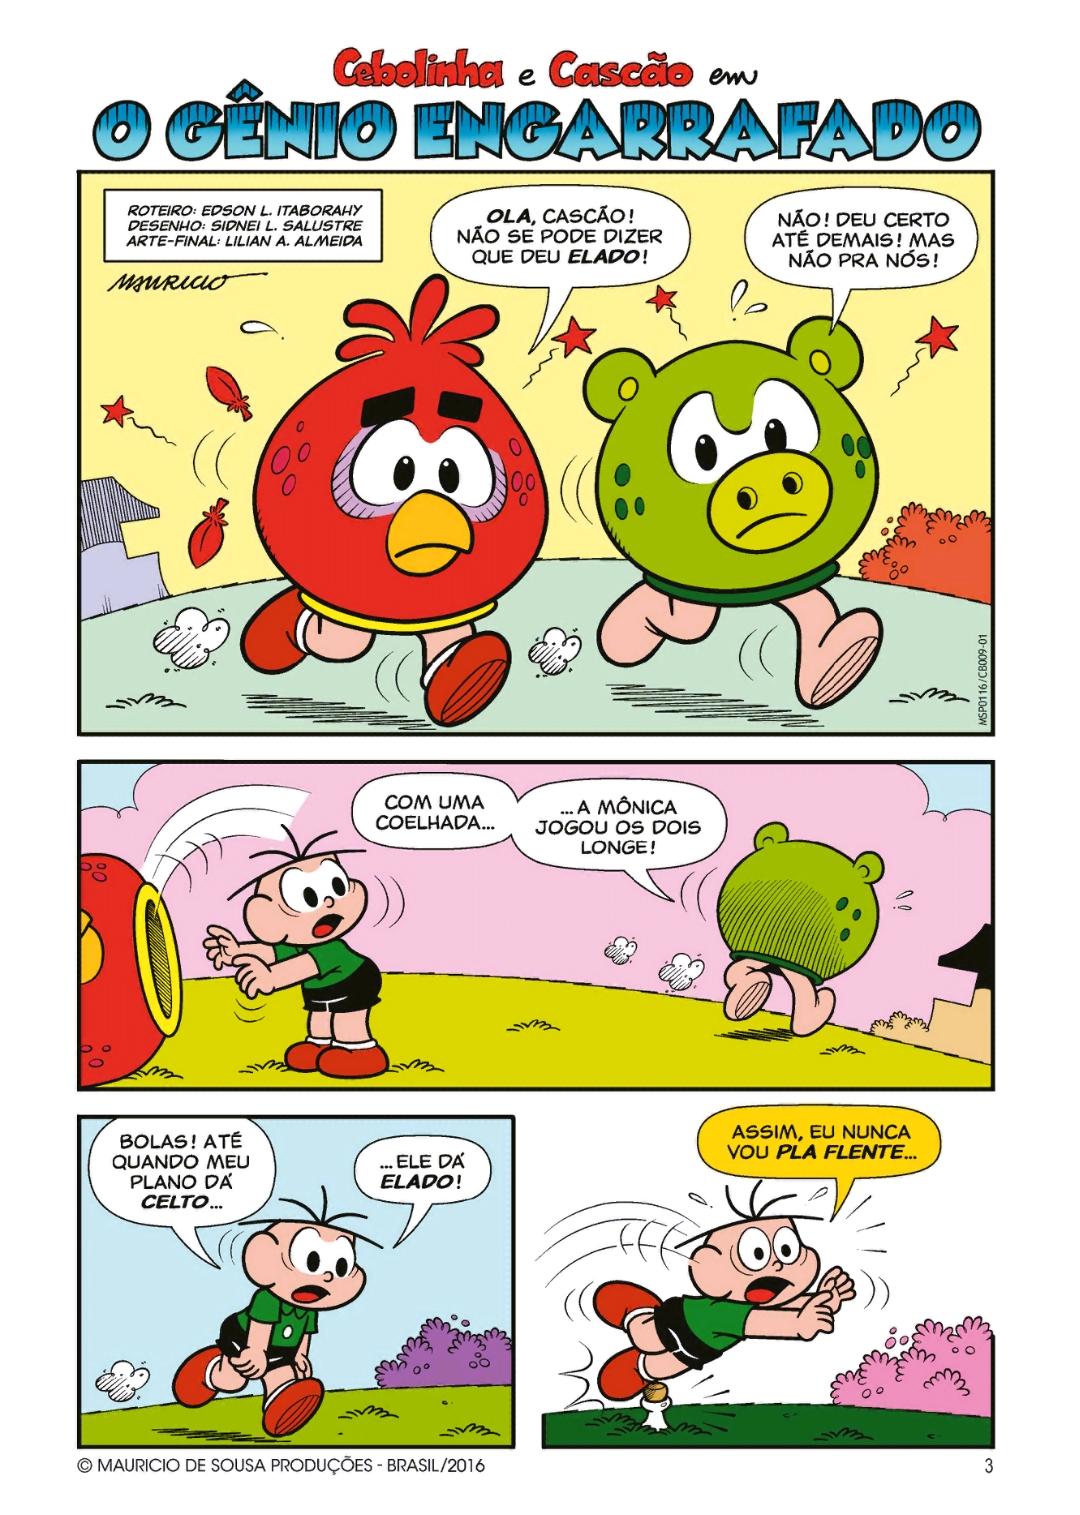 Cebolinha e Cascão em
O GÊNIO ENGARRAFADO
ROTEIRO: EDSON L. ITABORAHY
DESENHO: SIDNEI L. SALUSTRE
ARTE-FINAL: LILIAN A. ALMEIDA
MAURICIO
OLA, CASCÃO!
NÃO SE PODE DIZER
QUE DEU ELADO!
NÃO! DEU CERTO
ATÉ DEMAIS! MAS
NÃO PRA NÓS!
MSP0116/CB009-01
COM UMA
COELHADA...
...A MÔNICA
JOGOU OS DOIS
LONGE!
BOLAS! ATÉ
QUANDO MEU
PLANO DÁ
CELTO...
...ELE DÁ
ELADO!
ASSIM, EU NUNCA
VOU PLA FLENTE...
© MAURICIO DE SOUSA PRODUÇÕES - BRASIL/2016
3